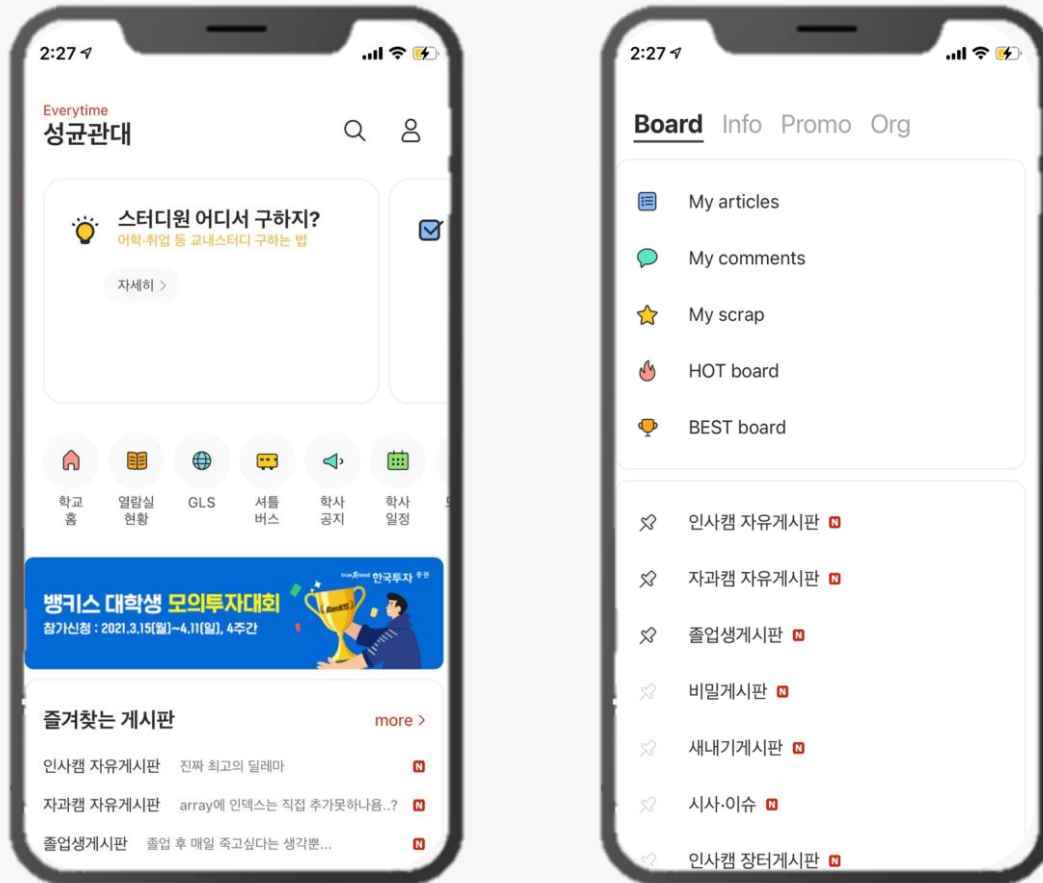 2:27
Everytime
성균관대
스터디원 어디서 구하지?
어학·취업 등 교내스터디 구하는 법
자세히 >
학교
홈
열람실
현황
GLS
셔틀
버스
학사
공지
학사
일정
true friend 한국투자 증권
뱅키스 대학생 모의투자대회
참가신청 : 2021.3.15(월)~4.11(일), 4주간
BanKIS
즐겨찾는 게시판 more >
인사캠 자유게시판 진짜 최고의 딜레마 N
자과캠 자유게시판 array에 인덱스는 직접 추가못하나욤..? N
졸업생게시판 졸업 후 매일 죽고싶다는 생각뿐... N
2:27
Board Info Promo Org
My articles
My comments
My scrap
HOT board
BEST board
인사캠 자유게시판 N
자과캠 자유게시판 N
졸업생게시판 N
비밀게시판 N
새내기게시판 N
시사·이슈 N
인사캠 장터게시판 N